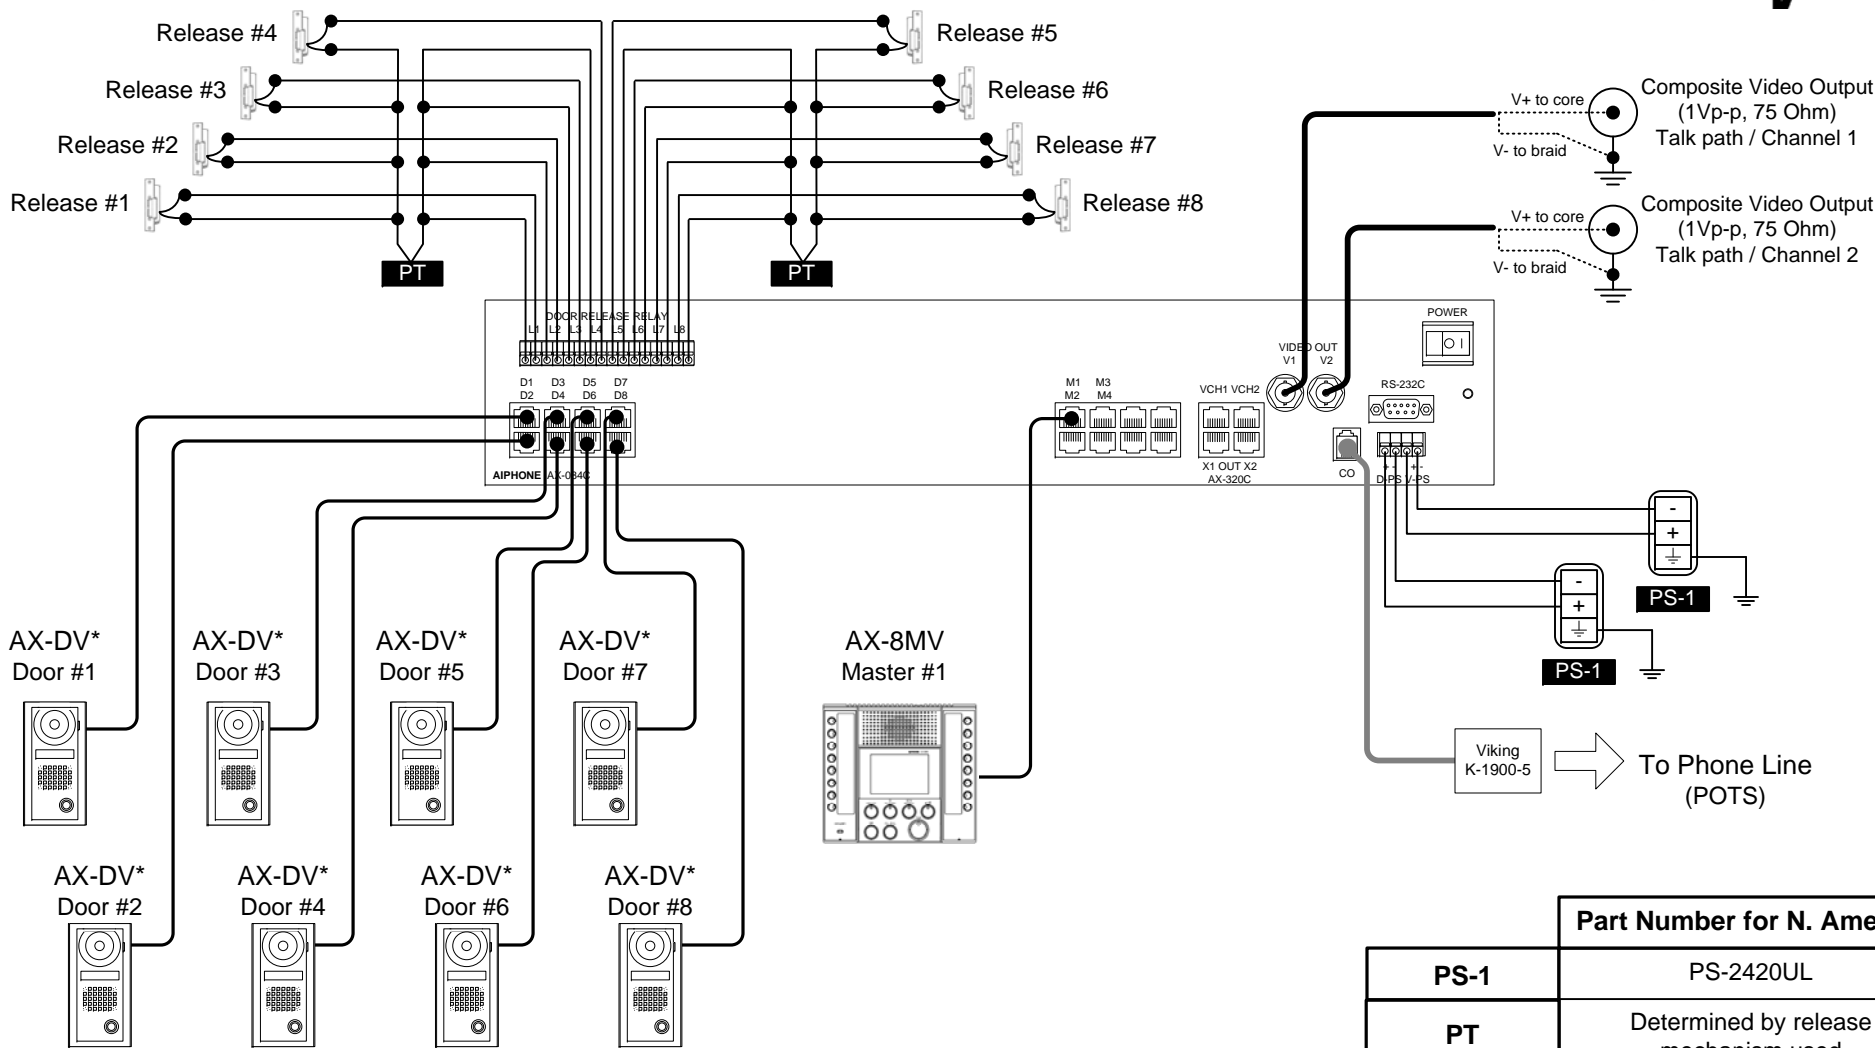 Release #4
Release #5
Release #3
Release #6
Release #2
Release #7
Release #1
Release #8
PT
PT
V+ to core
V- to braid
Composite Video Output
(1Vp-p, 75 Ohm)
Talk path / Channel 1
V+ to core
V- to braid
Composite Video Output
(1Vp-p, 75 Ohm)
Talk path / Channel 2
DOOR RELEASE RELAY
L1 L2 L3 L4 L5 L6 L7 L8
D1 D3 D5 D7
D2 D4 D6 D8
AIPHONE AX-084C
M1 M3
M2 M4
VCH1 VCH2
X1 OUT X2
AX-320C
VIDEO OUT
V1 V2
POWER
RS-232C
CO
+ - + -
D-PS V-PS
-
+
PS-1
-
+
PS-1
AX-DV*
Door #1
AX-DV*
Door #3
AX-DV*
Door #5
AX-DV*
Door #7
AX-8MV
Master #1
Viking
K-1900-5
To Phone Line
(POTS)
AX-DV*
Door #2
AX-DV*
Door #4
AX-DV*
Door #6
AX-DV*
Door #8
Part Number for N. Ame
PS-1 PS-2420UL
PT Determined by release
mechanism used